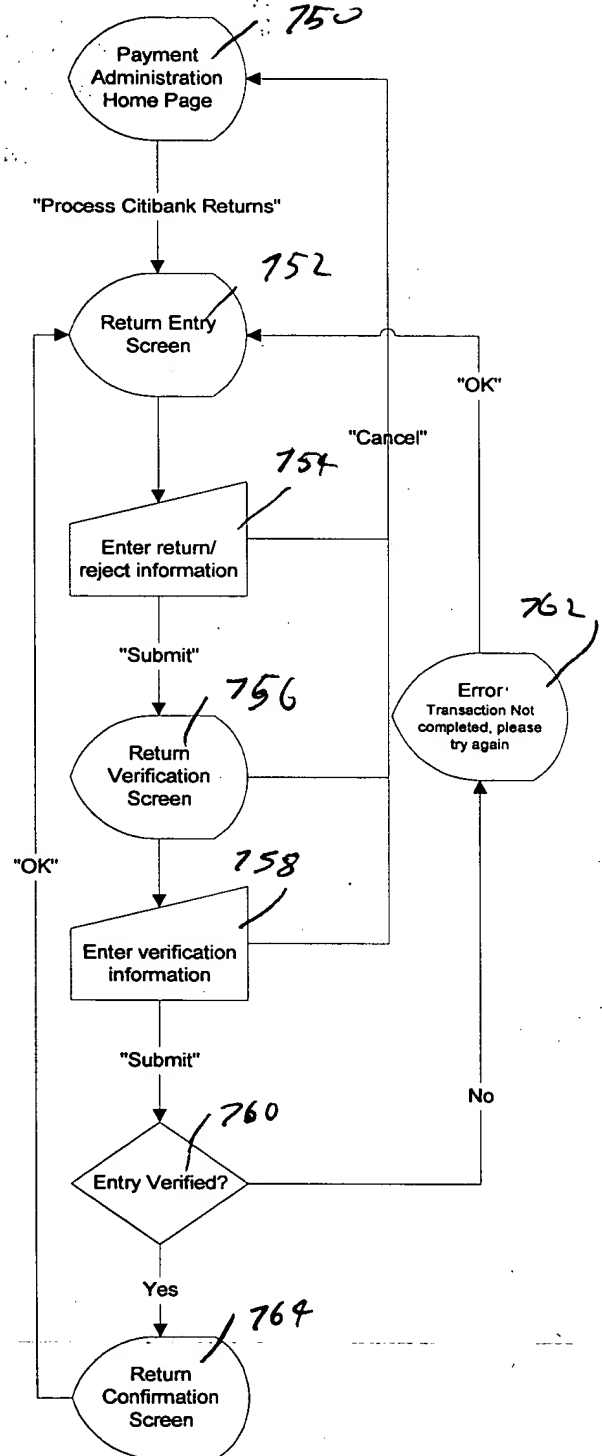 750
Payment
Administration
Home Page
"Process Citibank Returns"
752
Return Entry
Screen
"OK"
"Cancel"
754
Enter return/
reject information
762
"Submit"
756
Error
Transaction Not
completed, please
try again
Return
Verification
Screen
"OK"
758
Enter verification
information
"Submit"
No
760
Entry Verified?
Yes
764
Return
Confirmation
Screen